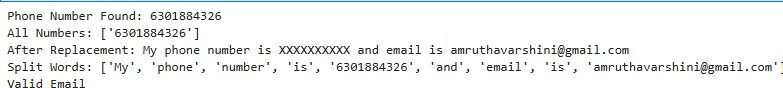 Phone Number Found: 6301884326
All Numbers: ['6301884326']
After Replacement: My phone number is XXXXXXXXXX and email is amruthavarshini@gmail.com
Split Words: ['My', 'phone', 'number', 'is', '6301884326', 'and', 'email', 'is', 'amruthavarshini@gmail.com']
Valid Email